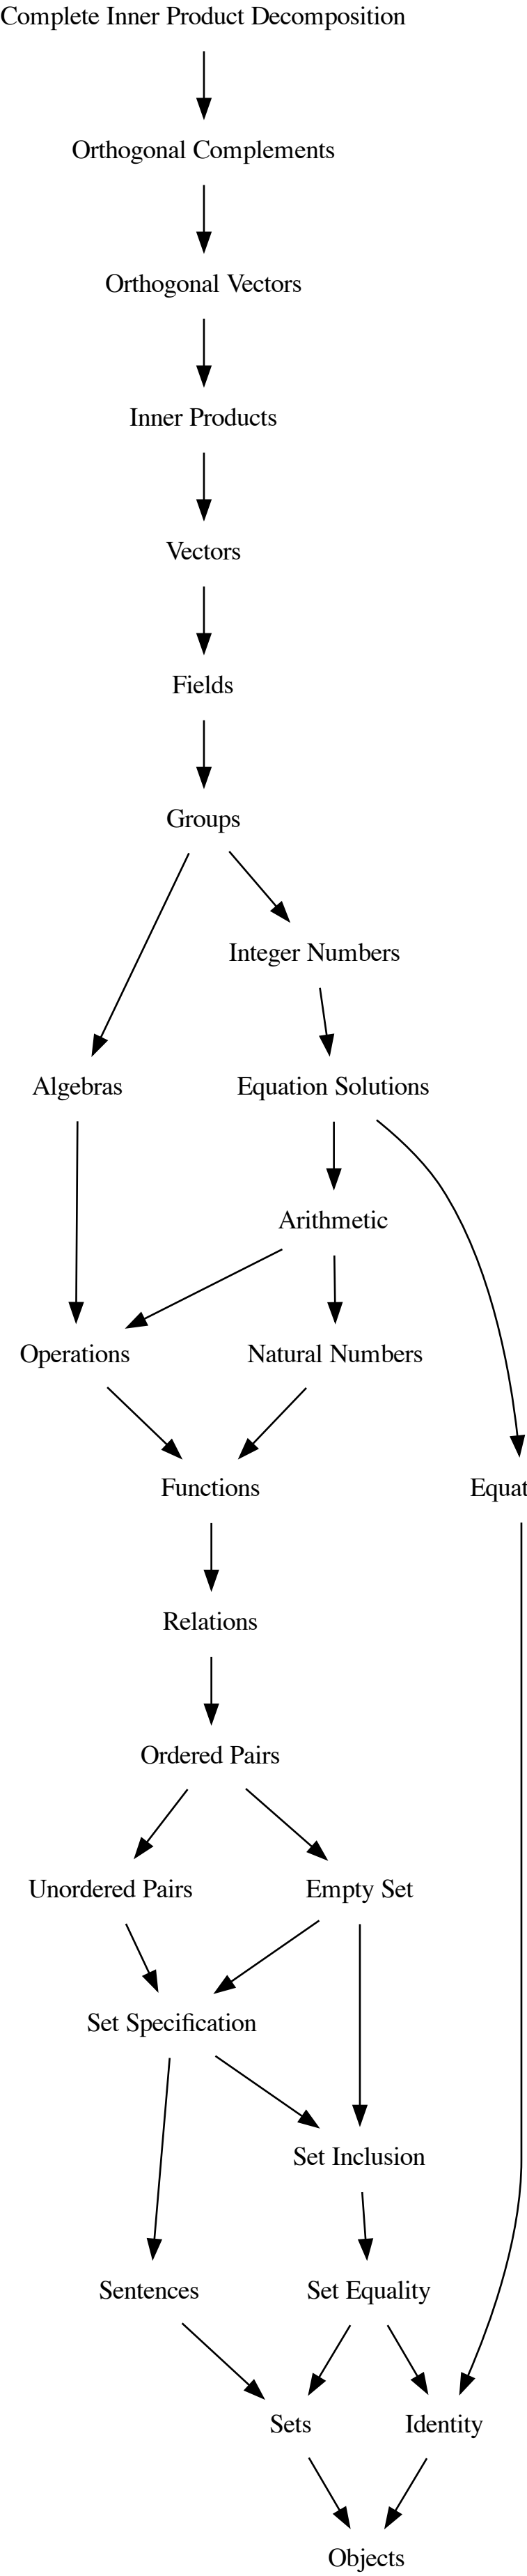 Complete Inner Product Decomposition
Orthogonal Complements
Orthogonal Vectors
Inner Products
Vectors
Fields
Groups
Integer Numbers
Algebras
Equation Solutions
Arithmetic
Operations
Natural Numbers
Functions
Equat
Relations
Ordered Pairs
Unordered Pairs
Empty Set
Set Specification
Set Inclusion
Sentences
Set Equality
Sets
Identity
Objects